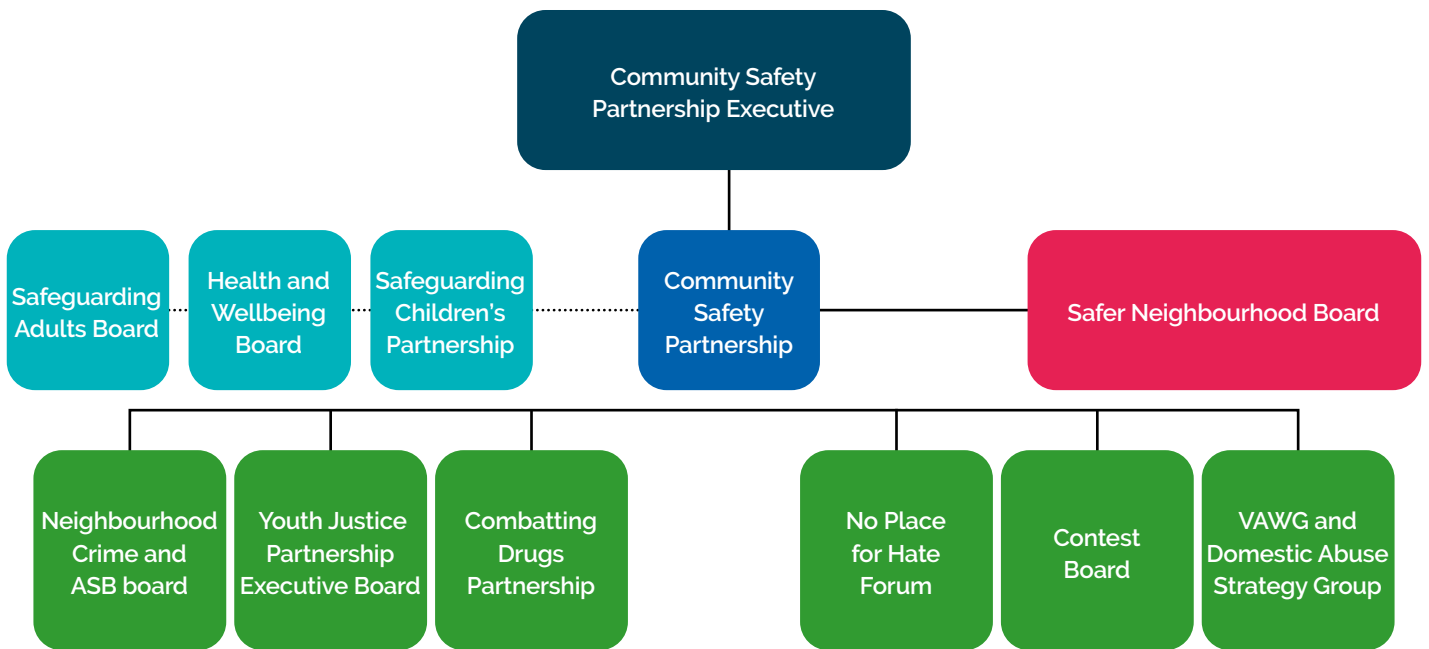 Community Safety
Partnership Executive
Safeguarding
Adults Board
Health and
Wellbeing
Board
Safeguarding
Children's
Partnership
Community
Safety
Partnership
Safer Neighbourhood Board
Neighbourhood
Crime and
ASB board
Youth Justice
Partnership
Executive Board
Combatting
Drugs
Partnership
No Place
for Hate
Forum
Contest
Board
VAWG and
Domestic Abuse
Strategy Group